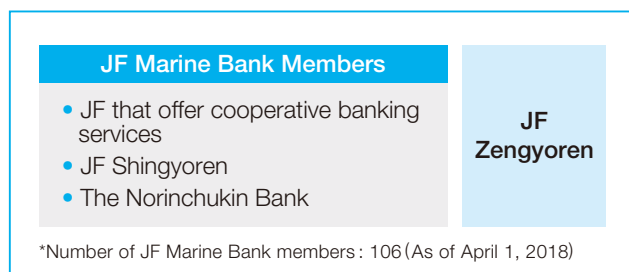 JF Marine Bank Members
• JF that offer cooperative banking
services
• JF Shingyoren
• The Norinchukin Bank
JF
Zengyoren
*Number of JF Marine Bank members : 106 (As of April 1, 2018)